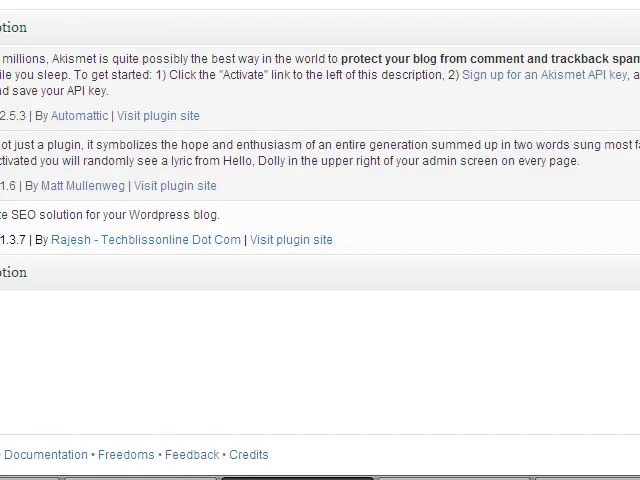 ption
millions, Akismet is quite possibly the best way in the world to protect your blog from comment and trackback spam
ile you sleep. To get started: 1) Click the "Activate" link to the left of this description, 2) Sign up for an Akismet API key, a
nd save your API key.
2.5.3 | By Automattic | Visit plugin site
ot just a plugin, it symbolizes the hope and enthusiasm of an entire generation summed up in two words sung most fa
ctivated you will randomly see a lyric from Hello, Dolly in the upper right of your admin screen on every page.
1.6 | By Matt Mullenweg | Visit plugin site
te SEO solution for your Wordpress blog.
1.3.7 | By Rajesh - Techblissonline Dot Com | Visit plugin site
ption
Documentation • Freedoms • Feedback • Credits